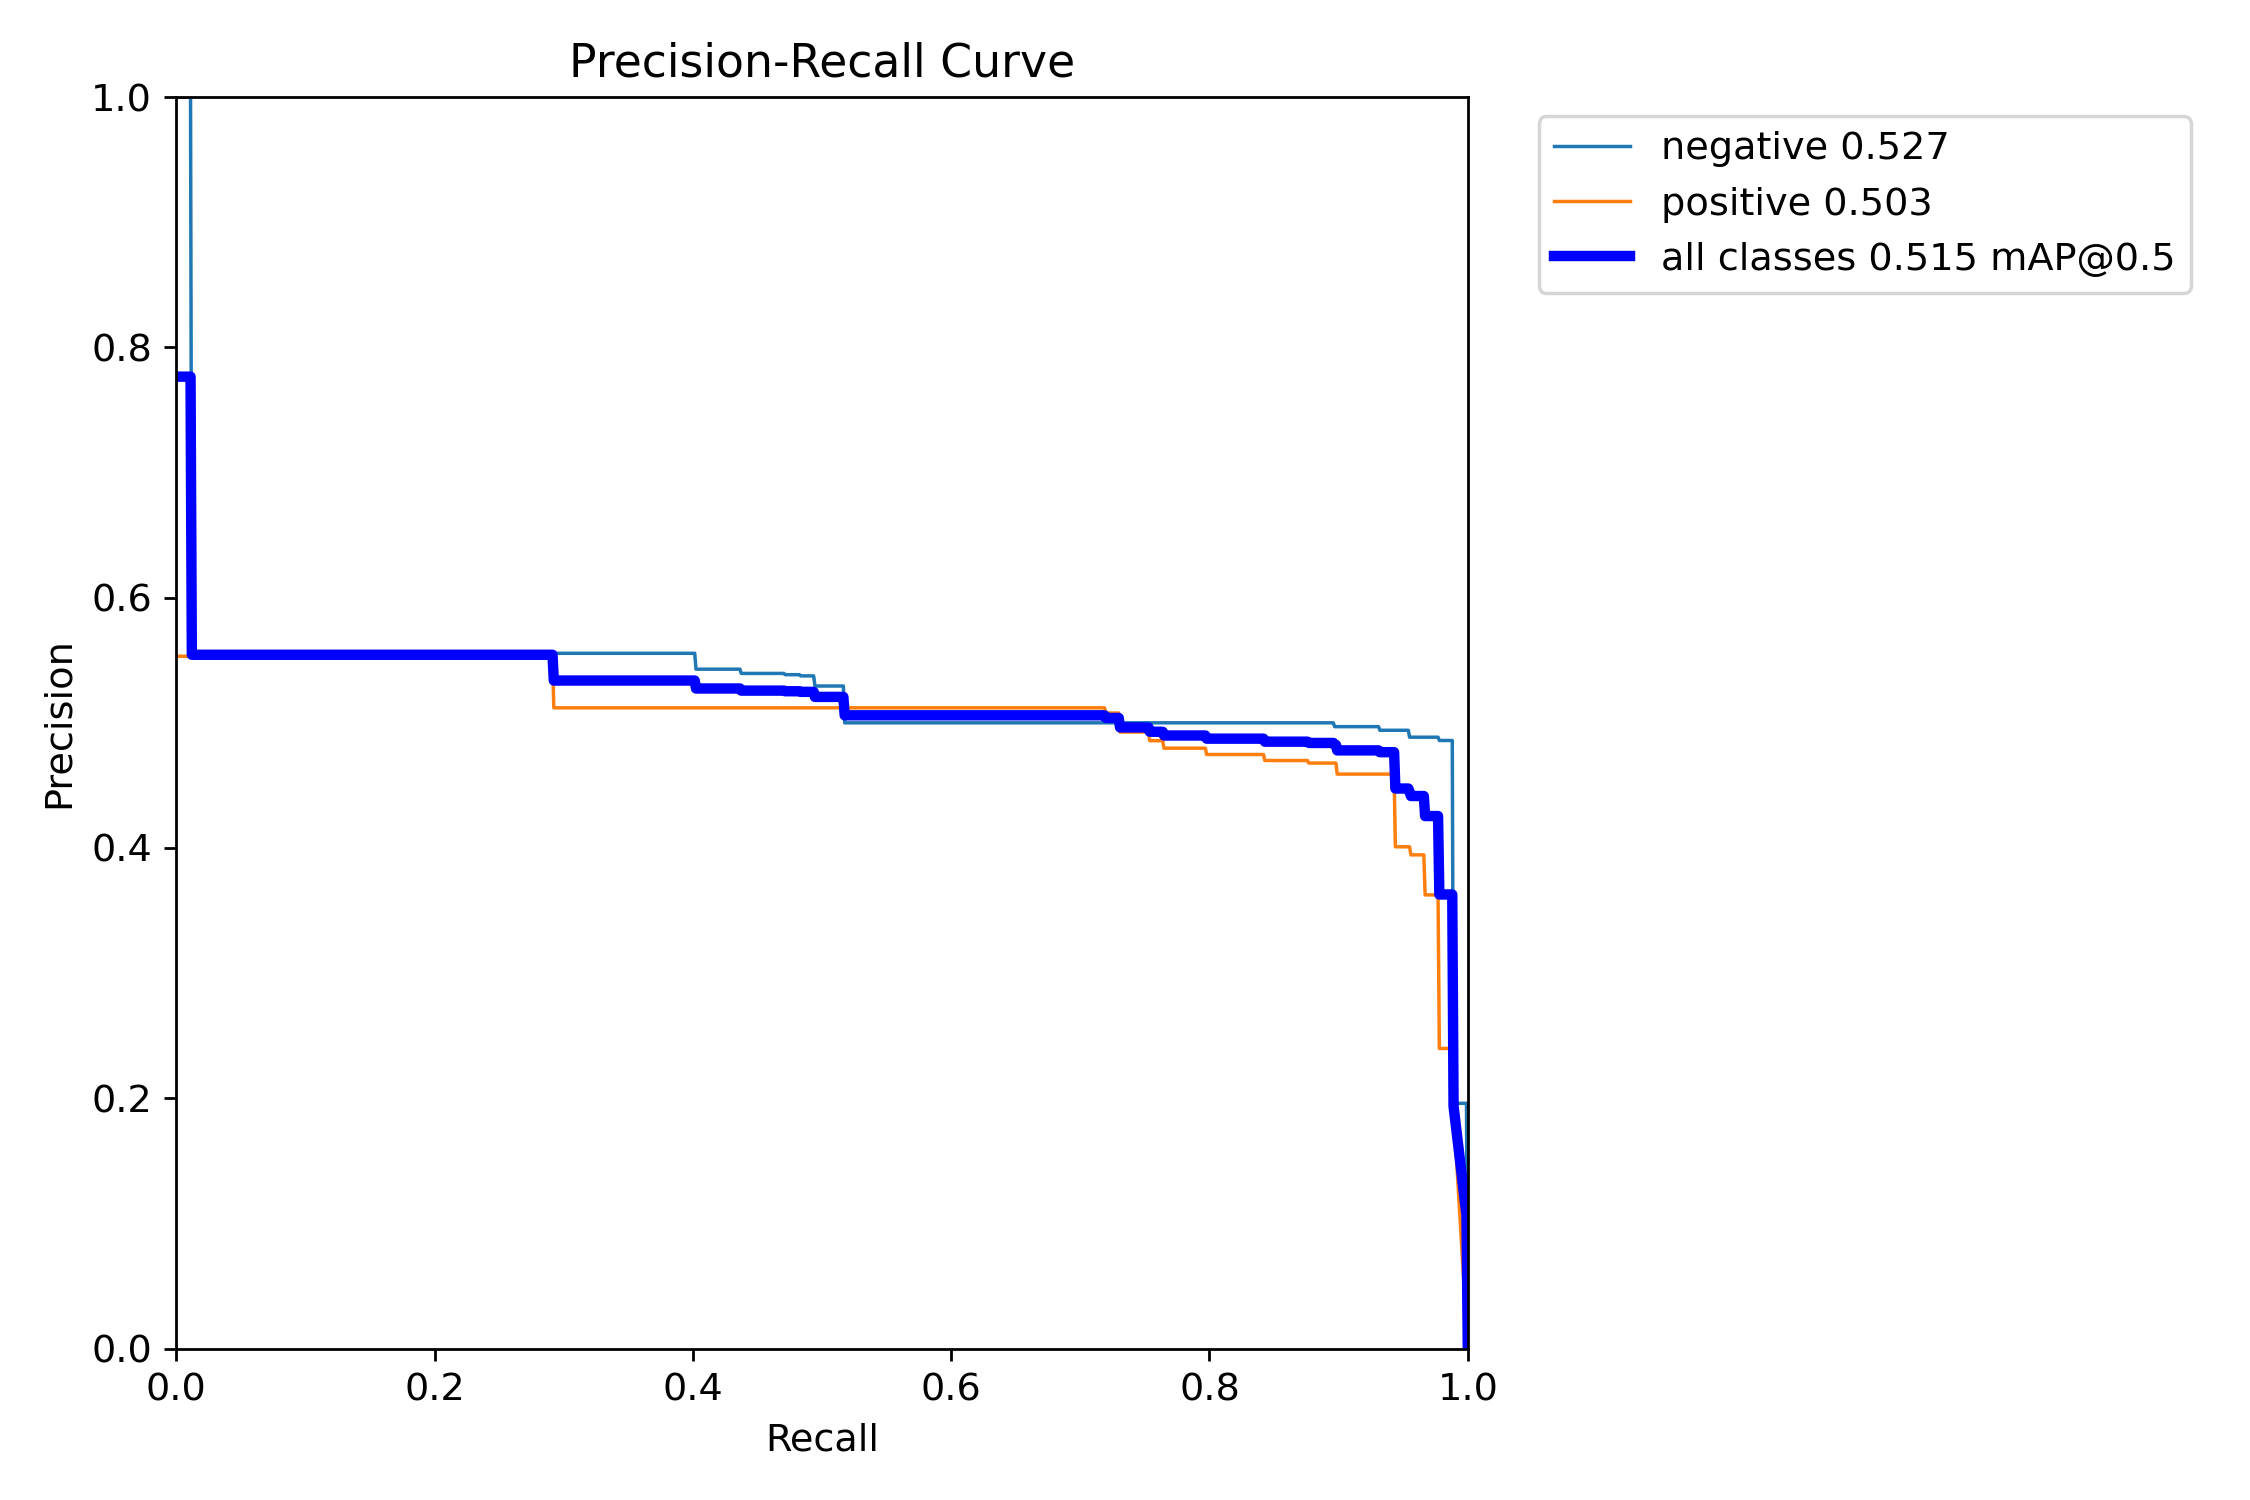 Precision-Recall Curve
1.0
0.8
0.6
0.4
0.2
0.0
Precision
0.0 0.2 0.4 0.6 0.8 1.0
Recall
negative 0.527
positive 0.503
all classes 0.515 mAP@0.5